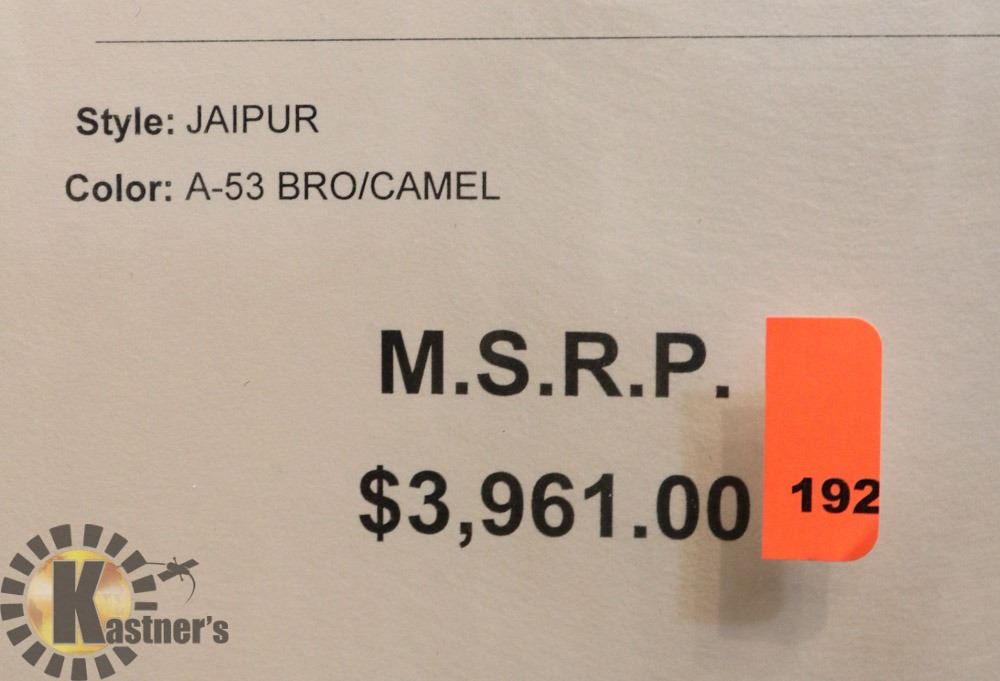 Style: JAIPUR
Color: A-53 BRO/CAMEL
M.S.R.P.
$3,961.00
192
Kastner's